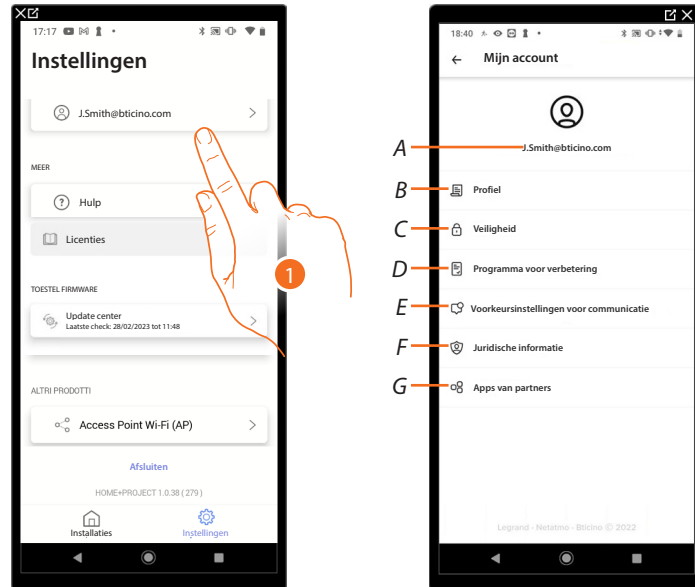 17:17
Instellingen
J.Smith@bticino.com
MEER
Hulp
Licenties
TOESTEL FIRMWARE
Update center
Laatste check: 28/02/2023 tot 11:48
ALTRI PRODOTTI
Access Point Wi-Fi (AP)
Afsluiten
HOME+PROJECT 1.0.38 ( 279 )
Installaties
Instellingen
1
18:40
Mijn account
A
J.Smith@bticino.com
B Profiel
C Veiligheid
D Programma voor verbetering
E Voorkeursinstellingen voor communicatie
F Juridische informatie
G Apps van partners
Legrand - Netatmo - Bticino © 2022